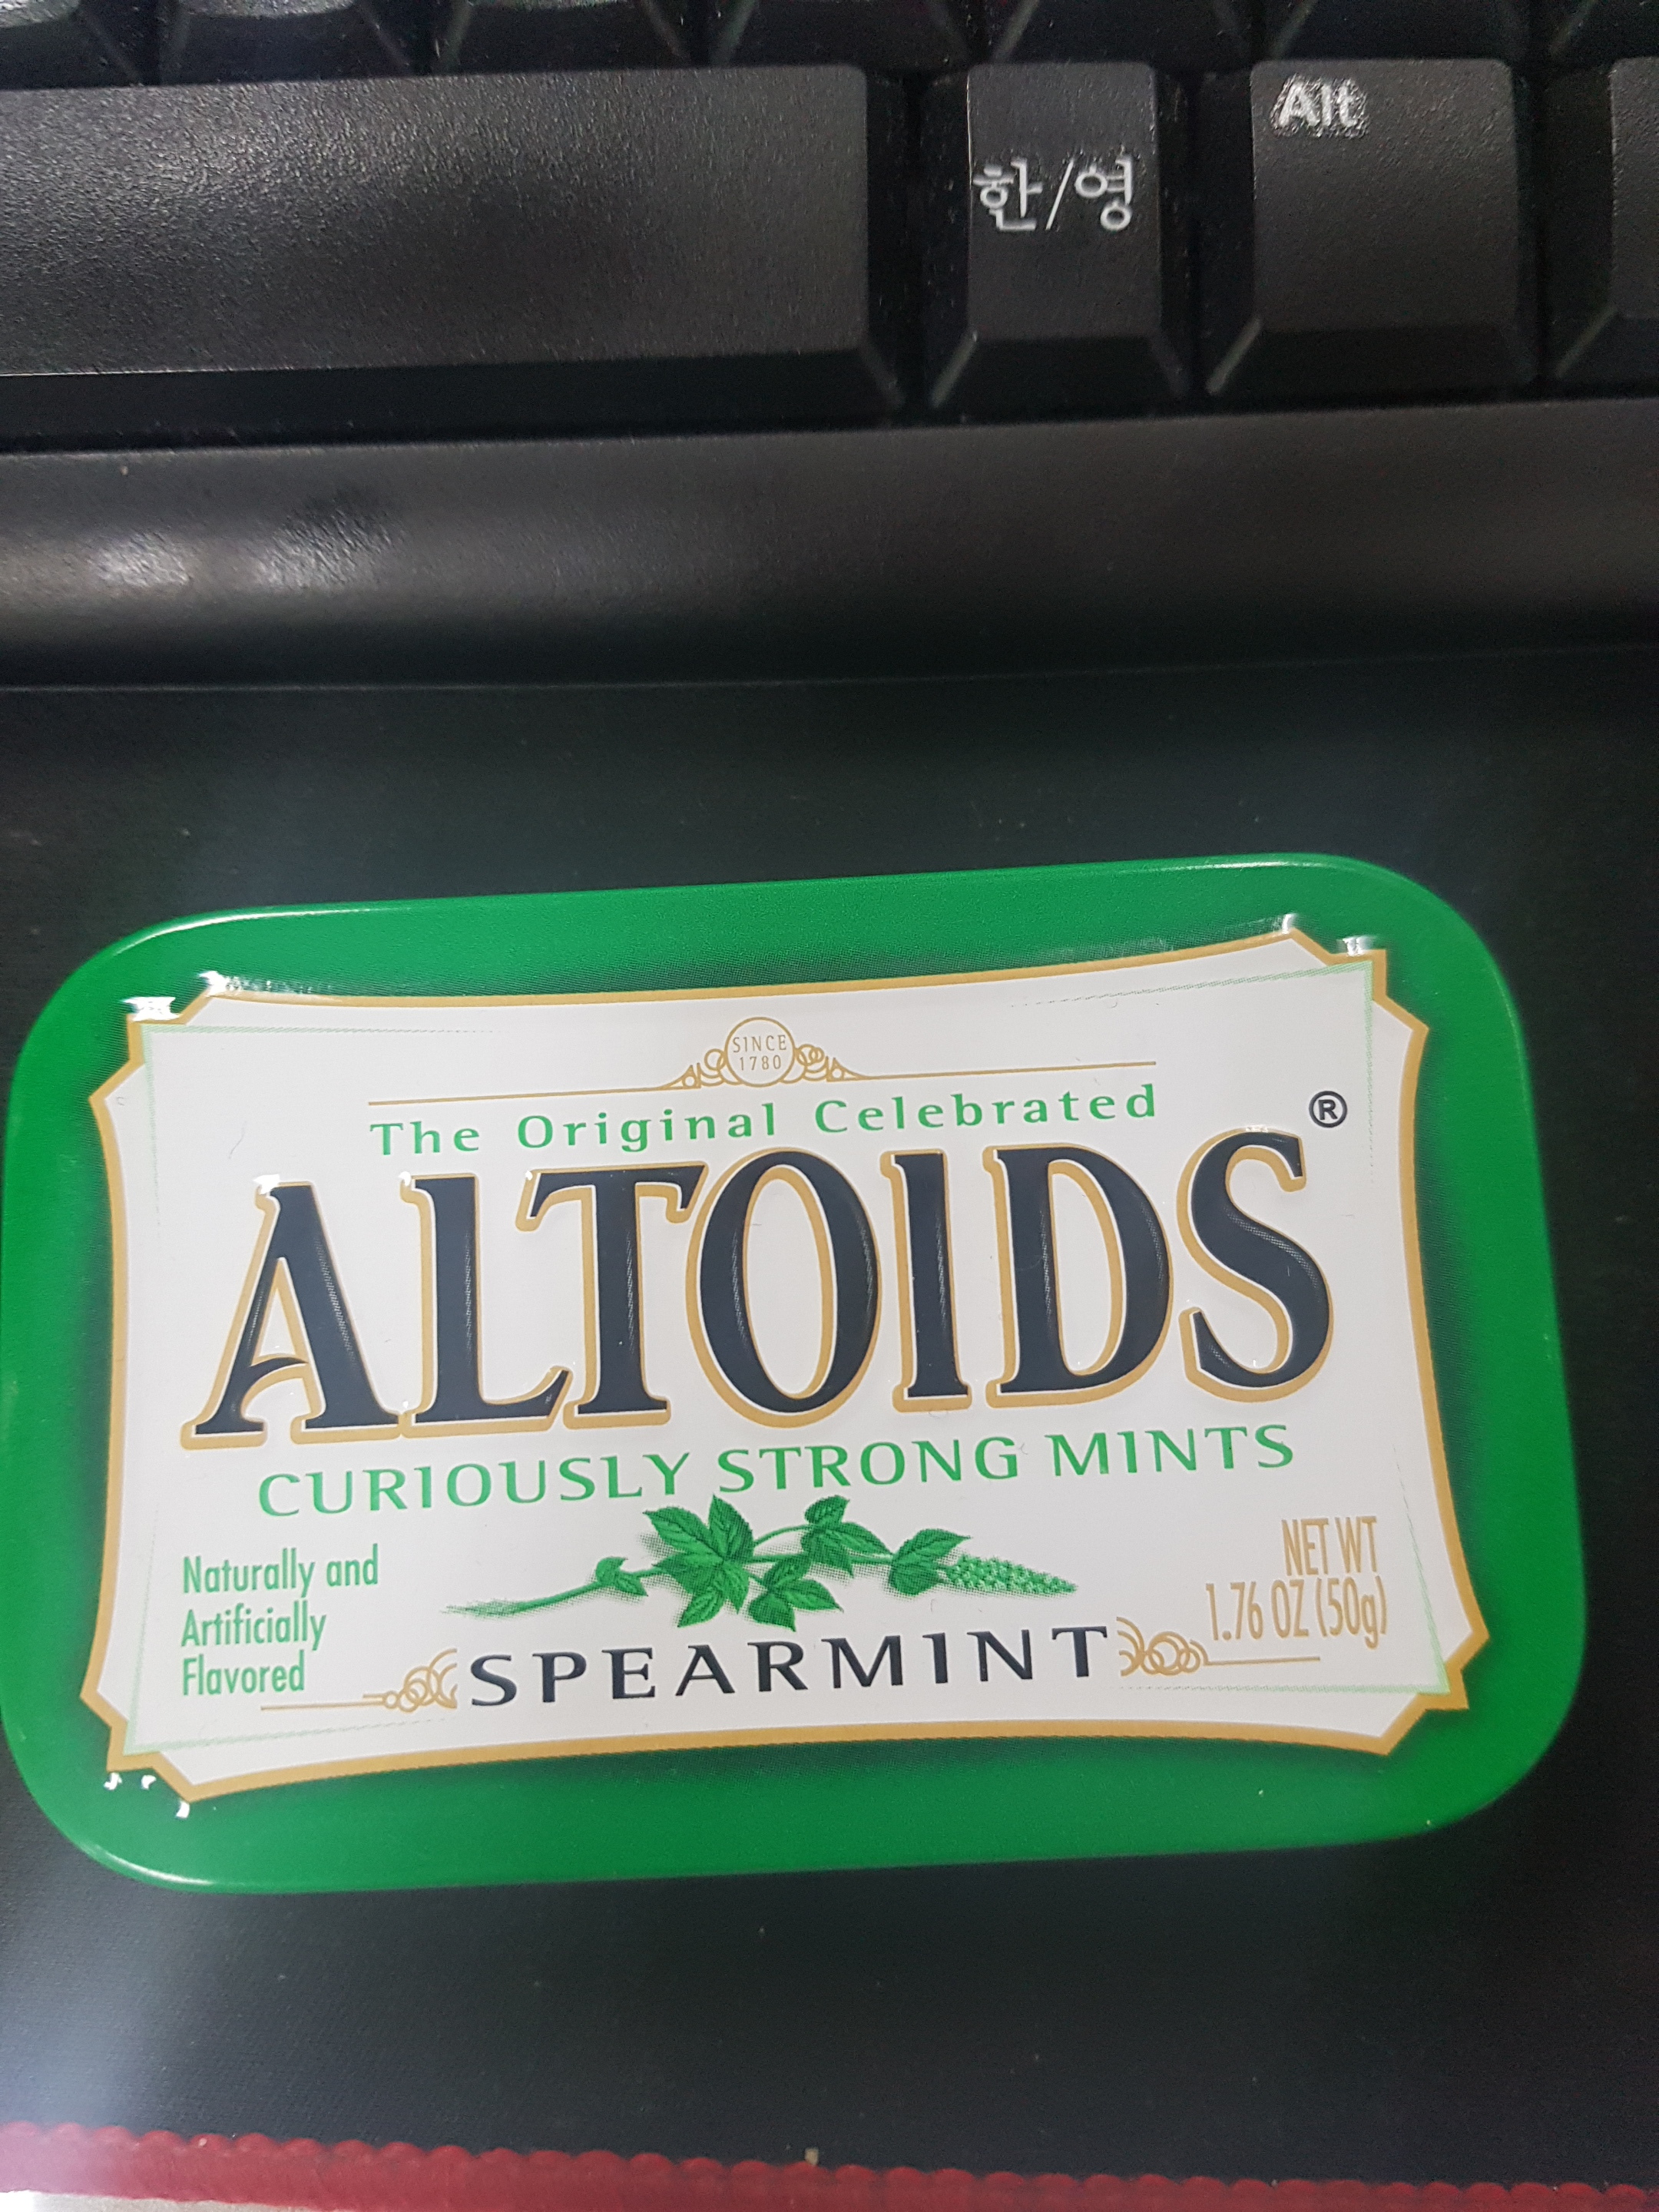 Alt
한/영
SINCE
1780
The Original Celebrated
ALTOIDS®
CURIOUSLY STRONG MINTS
Naturally and
Artificially
Flavored
SPEARMINT
NET WT
1.76 OZ (50g)